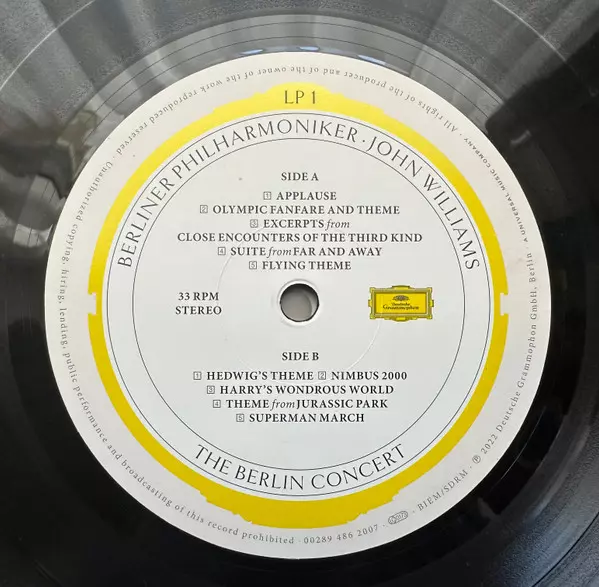 LP 1
BERLINER PHILHARMONIKER · JOHN WILLIAMS
SIDE A
1 APPLAUSE
2 OLYMPIC FANFARE AND THEME
3 EXCERPTS from
CLOSE ENCOUNTERS OF THE THIRD KIND
4 SUITE from FAR AND AWAY
5 FLYING THEME
33 RPM
STEREO
Deutsche
Grammophon
SIDE B
1 HEDWIG'S THEME 2 NIMBUS 2000
3 HARRY'S WONDROUS WORLD
4 THEME from JURASSIC PARK
5 SUPERMAN MARCH
THE BERLIN CONCERT
All rights of the producer and of the owner of the work reproduced reserved · Unauthorized copying, hiring, lending, public performance and broadcasting of this record prohibited · 00289 486 2007 · BIEM/SDRM · ℗ 2022 Deutsche Grammophon GmbH, Berlin ·
A UNIVERSAL MUSIC COMPANY ·